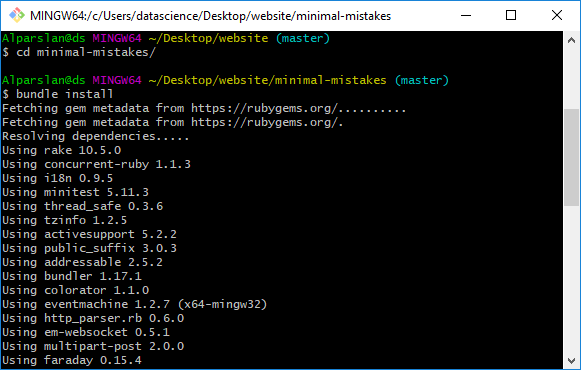 MINGW64:/c/Users/datascience/Desktop/website/minimal-mistakes
Alparslan@ds MINGW64 ~/Desktop/website (master)
$ cd minimal-mistakes/
Alparslan@ds MINGW64 ~/Desktop/website/minimal-mistakes (master)
$ bundle install
Fetching gem metadata from https://rubygems.org/..........
Fetching gem metadata from https://rubygems.org/.
Resolving dependencies.....
Using rake 10.5.0
Using concurrent-ruby 1.1.3
Using i18n 0.9.5
Using minitest 5.11.3
Using thread_safe 0.3.6
Using tzinfo 1.2.5
Using activesupport 5.2.2
Using public_suffix 3.0.3
Using addressable 2.5.2
Using bundler 1.17.1
Using colorator 1.1.0
Using eventmachine 1.2.7 (x64-mingw32)
Using http_parser.rb 0.6.0
Using em-websocket 0.5.1
Using multipart-post 2.0.0
Using faraday 0.15.4